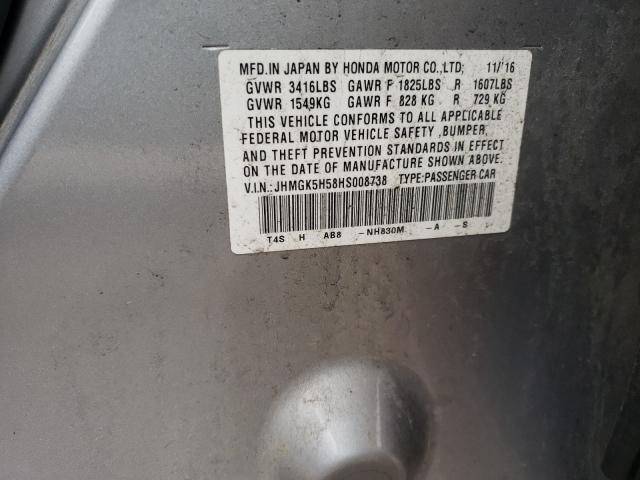 MFD.IN JAPAN BY HONDA MOTOR CO.,LTD, 11/'16
GVWR 3416LBS GAWR F 1825LBS R 1607LBS
GVWR 1549KG GAWR F 828 KG R 729 KG
THIS VEHICLE CONFORMS TO ALL APPLICABLE
FEDERAL MOTOR VEHICLE SAFETY ,BUMPER,
AND THEFT PREVENTION STANDARDS IN EFFECT
ON THE DATE OF MANUFACTURE SHOWN ABOVE.
V.I.N.:JHMGK5H58HS008738 TYPE:PASSENGER CAR
T4S H AB8 -NH830M -A -S